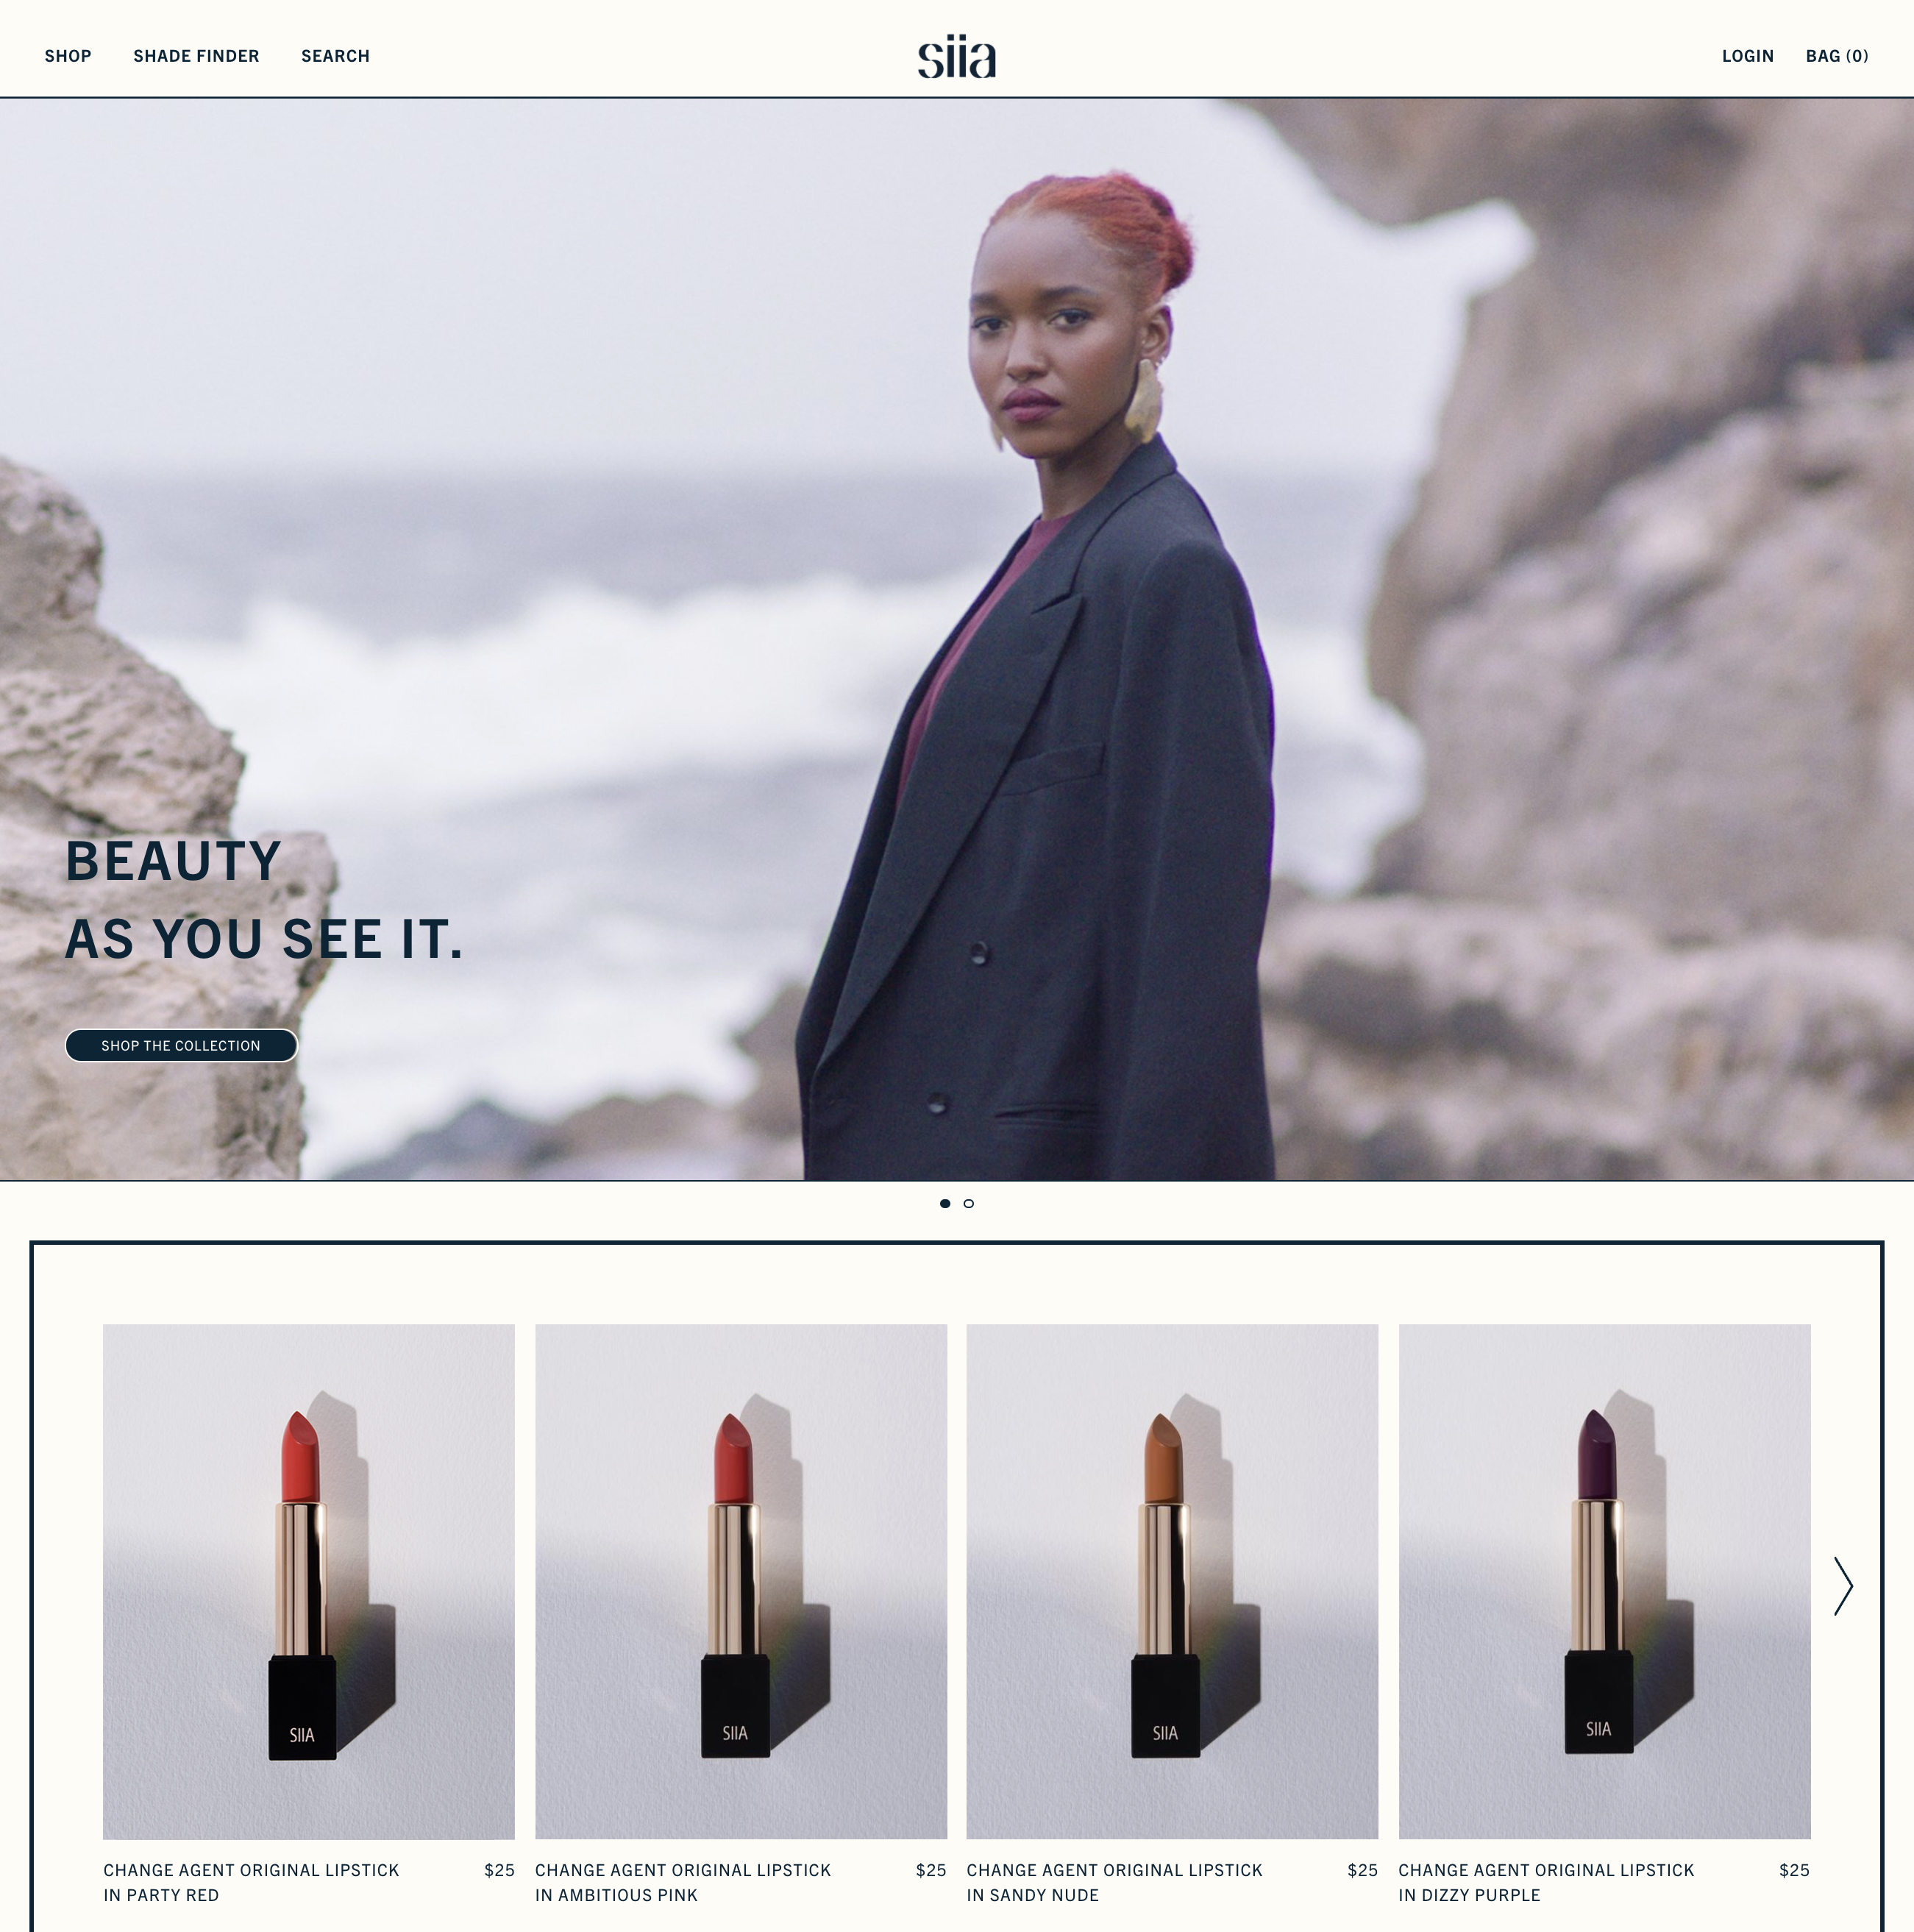 SHOP
SHADE FINDER
SEARCH
siia
LOGIN
BAG (0)
BEAUTY
AS YOU SEE IT.
SHOP THE COLLECTION
SIIA
SIIA
SIIA
SIIA
CHANGE AGENT ORIGINAL LIPSTICK
IN PARTY RED
$25
CHANGE AGENT ORIGINAL LIPSTICK
IN AMBITIOUS PINK
$25
CHANGE AGENT ORIGINAL LIPSTICK
IN SANDY NUDE
$25
CHANGE AGENT ORIGINAL LIPSTICK
IN DIZZY PURPLE
$25